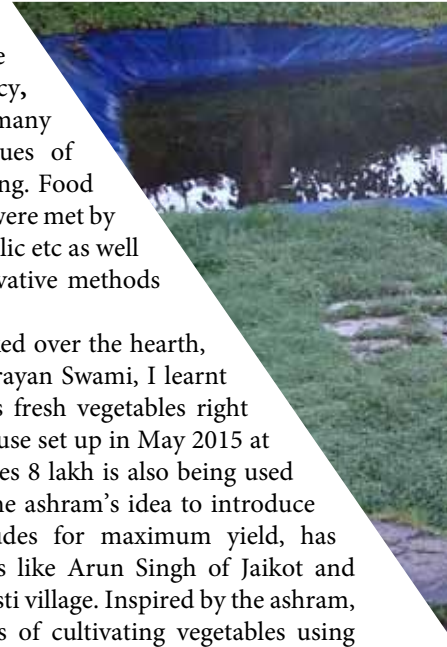 e
cy,
many
ues of
ng. Food
were met by
lic etc as well
vative methods
ed over the hearth,
rayan Swami, I learnt
s fresh vegetables right
use set up in May 2015 at
es 8 lakh is also being used
he ashram’s idea to introduce
udes for maximum yield, has
s like Arun Singh of Jaikot and
sti village. Inspired by the ashram,
s of cultivating vegetables using